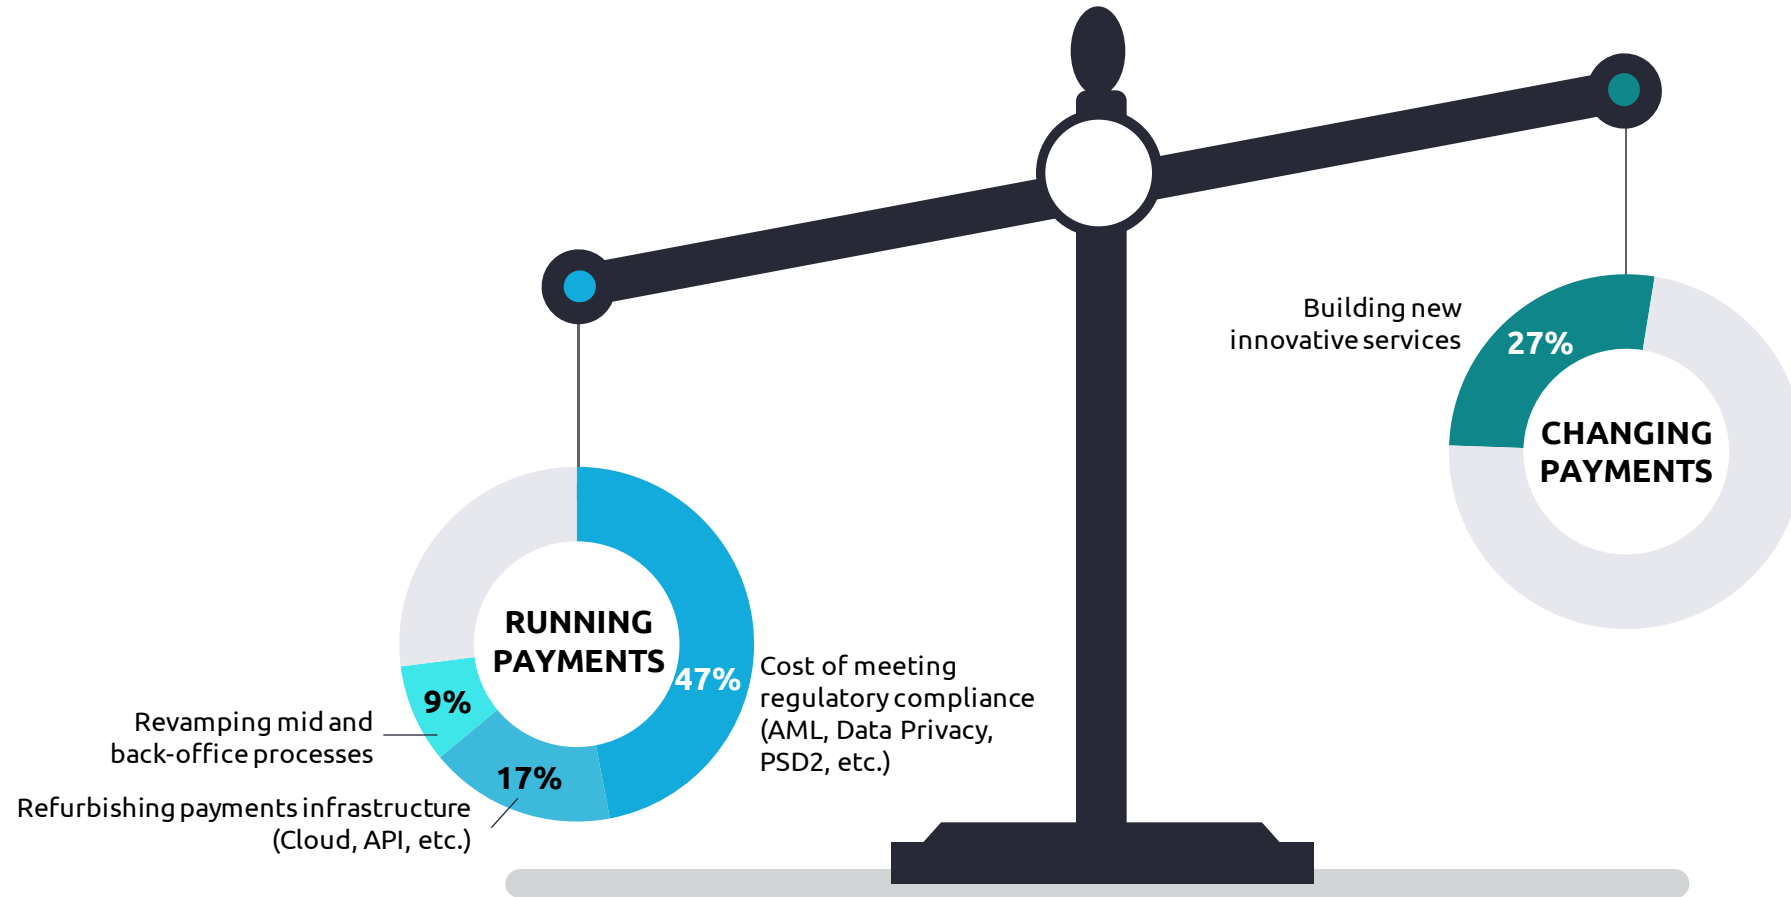 Building new
innovative services
27%
CHANGING
PAYMENTS
RUNNING
PAYMENTS
47%
Cost of meeting
regulatory compliance
(AML, Data Privacy,
PSD2, etc.)
9%
Revamping mid and
back-office processes
17%
Refurbishing payments infrastructure
(Cloud, API, etc.)